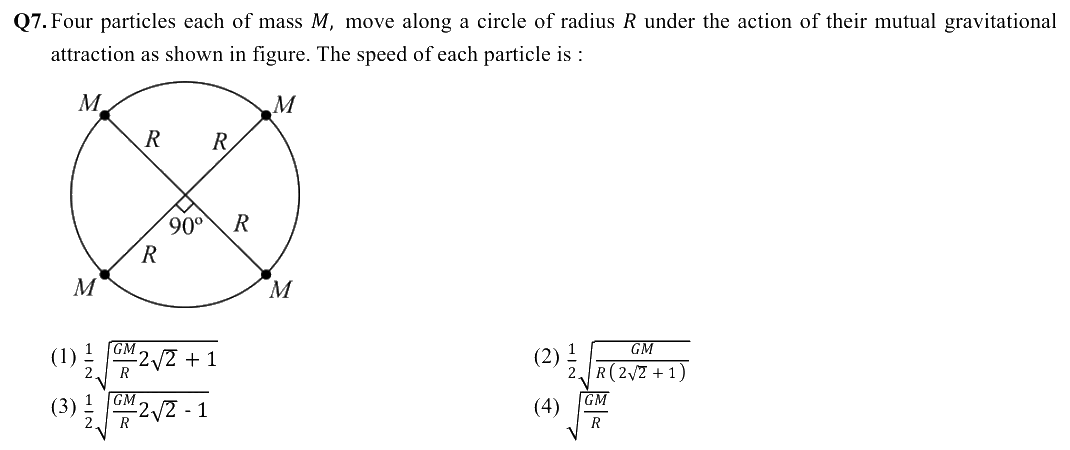 Q7. Four particles each of mass M, move along a circle of radius R under the action of their mutual gravitational
attraction as shown in figure. The speed of each particle is :
M M
R R
90° R
R
M M
(1) 1/2 √(GM/R 2√2 + 1) (2) 1/2 √(GM/R(2√2 + 1))
(3) 1/2 √(GM/R 2√2 - 1) (4) √(GM/R)